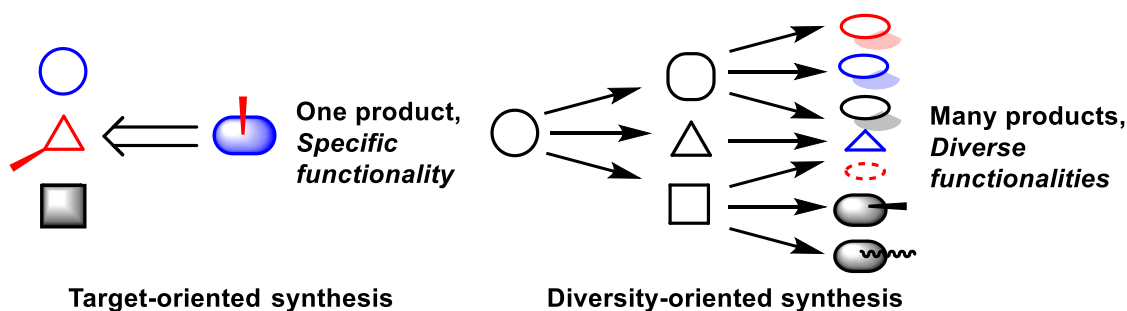 One product,
Specific
functionality
Many products,
Diverse
functionalities
Target-oriented synthesis
Diversity-oriented synthesis